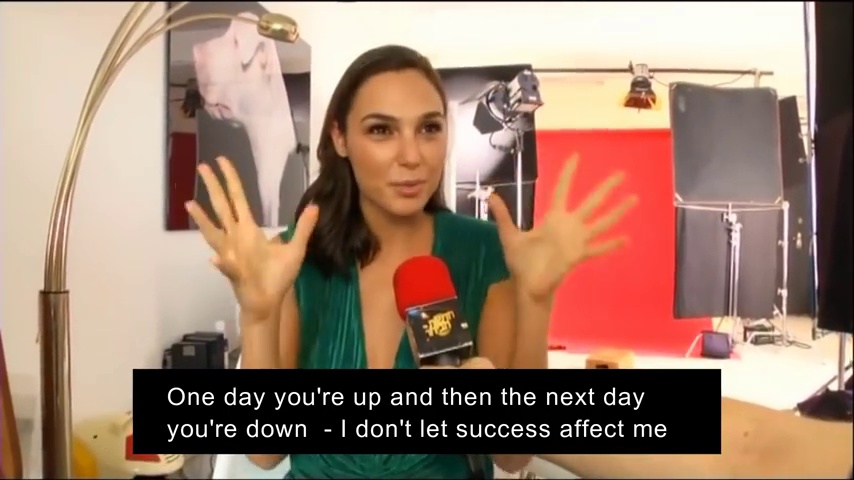 One day you're up and then the next day
you're down  - I don't let success affect me